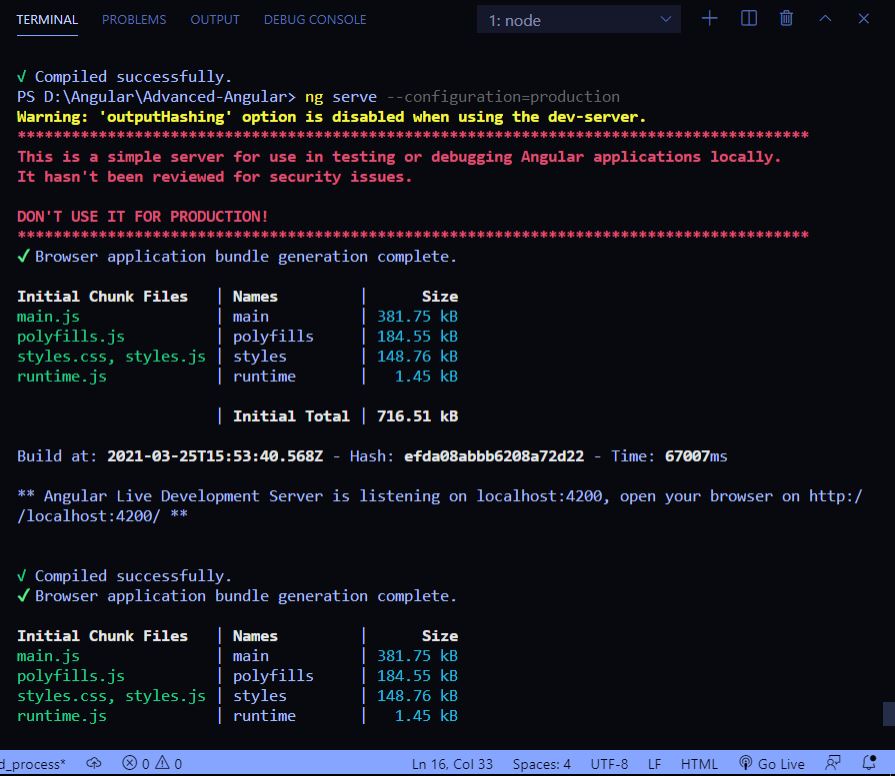 TERMINAL PROBLEMS OUTPUT DEBUG CONSOLE 1: node
√ Compiled successfully.
PS D:\Angular\Advanced-Angular> ng serve --configuration=production
Warning: 'outputHashing' option is disabled when using the dev-server.
****************************************************************************************
This is a simple server for use in testing or debugging Angular applications locally.
It hasn't been reviewed for security issues.
DON'T USE IT FOR PRODUCTION!
****************************************************************************************
✓ Browser application bundle generation complete.
Initial Chunk Files | Names | Size
main.js | main | 381.75 kB
polyfills.js | polyfills | 184.55 kB
styles.css, styles.js | styles | 148.76 kB
runtime.js | runtime | 1.45 kB
| Initial Total | 716.51 kB
Build at: 2021-03-25T15:53:40.568Z - Hash: efda08abbb6208a72d22 - Time: 67007ms
** Angular Live Development Server is listening on localhost:4200, open your browser on http:/
/localhost:4200/ **
√ Compiled successfully.
✓ Browser application bundle generation complete.
Initial Chunk Files | Names | Size
main.js | main | 381.75 kB
polyfills.js | polyfills | 184.55 kB
styles.css, styles.js | styles | 148.76 kB
runtime.js | runtime | 1.45 kB
d_process* 0 0 Ln 16, Col 33 Spaces: 4 UTF-8 LF HTML Go Live